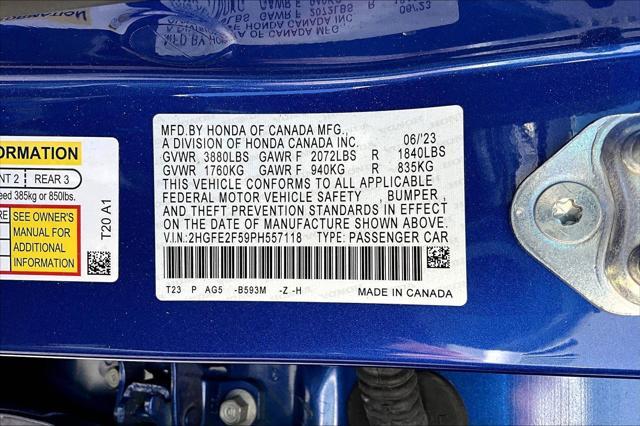 MFD.BY HONDA OF CANADA MFG.,
A DIVISION OF HONDA CANADA INC. 06/'23
GVWR 3880LBS GAWR F 2072LBS R 1840LBS
GVWR 1760KG GAWR F 940KG R 835KG
THIS VEHICLE CONFORMS TO ALL APPLICABLE
FEDERAL MOTOR VEHICLE SAFETY , BUMPER ,
AND THEFT PREVENTION STANDARDS IN EFFECT
ON THE DATE OF MANUFACTURE SHOWN ABOVE.
V.I.N: 2HGFE2F59PH557118 TYPE: PASSENGER CAR
T23 P AG5 -B593M -Z -H MADE IN CANADA
ORMATION
NT 2 REAR 3
eed 385kg or 850lbs.
RE SEE OWNER'S
MANUAL FOR
ADDITIONAL
INFORMATION
T20 A1